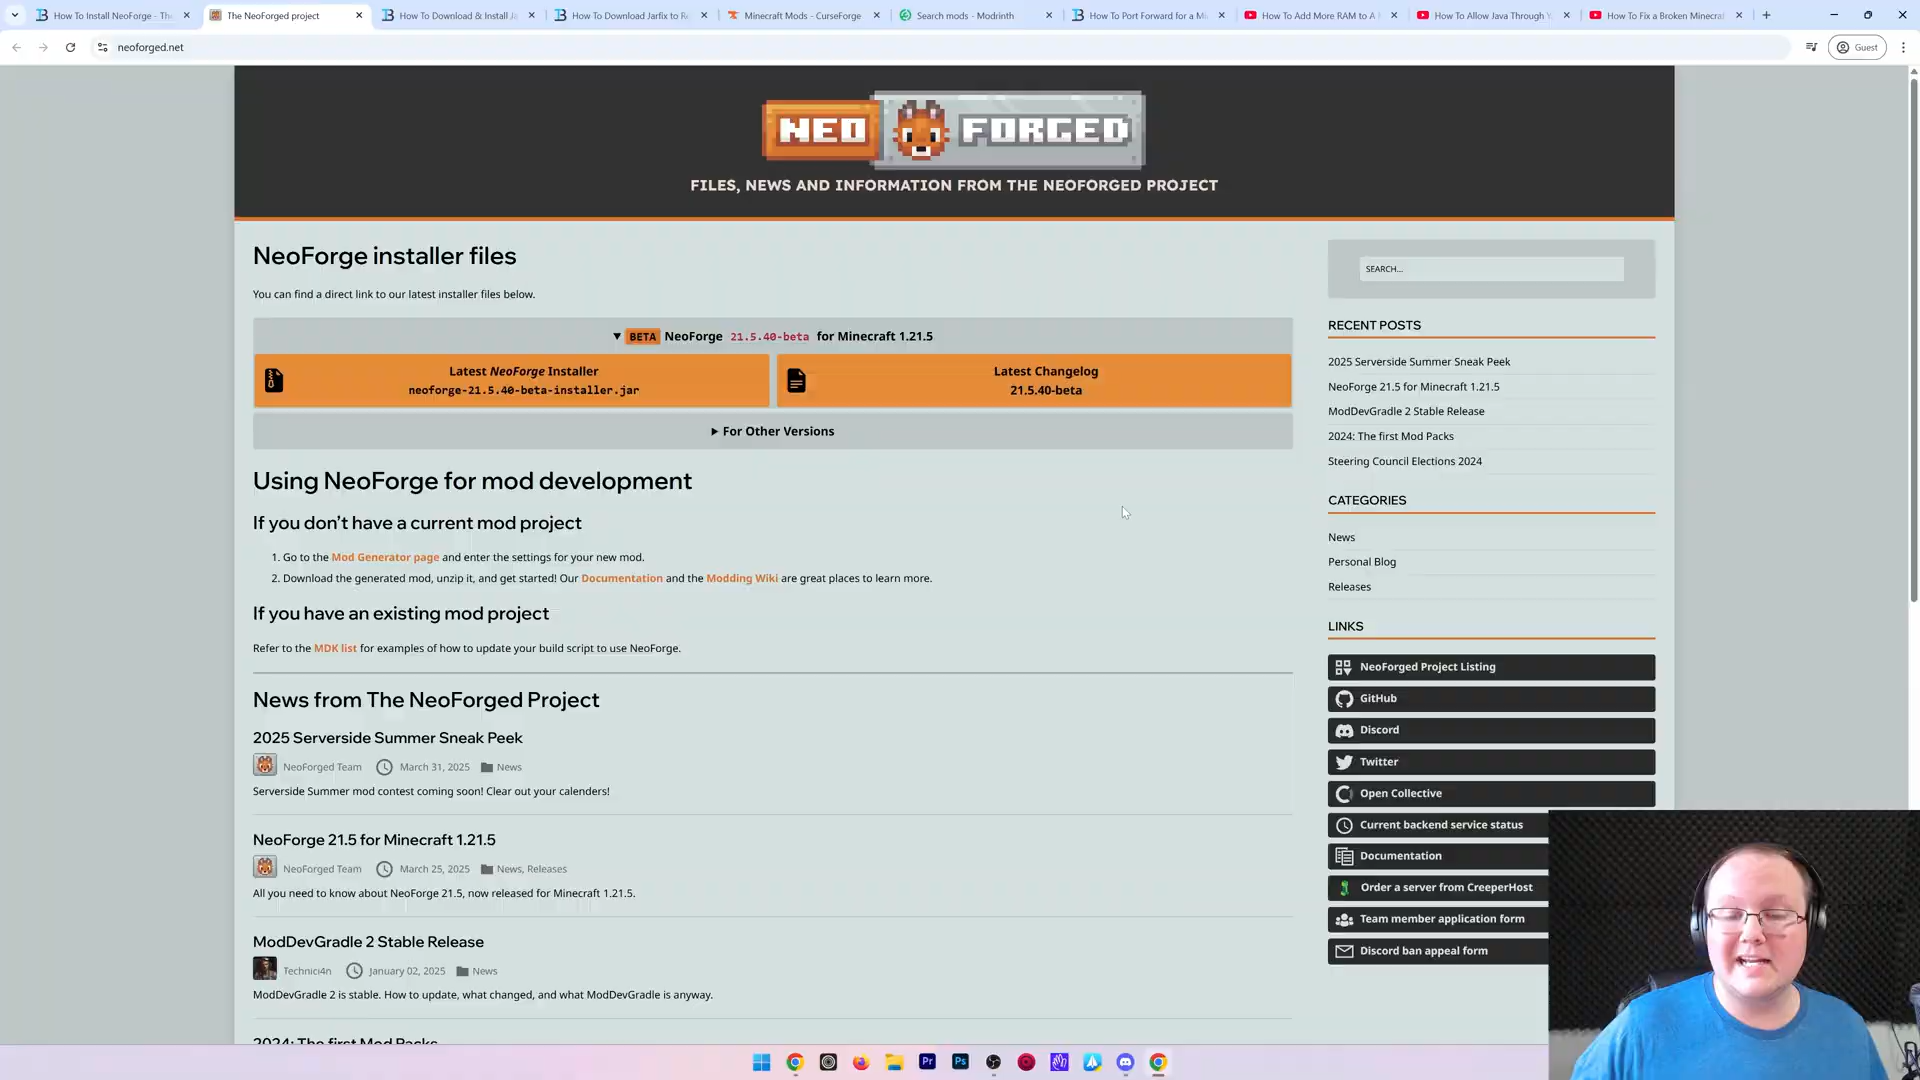 How To Install NeoForge - The
The NeoForged project
How To Download & Install Ja
How To Download Jarfix to R
Minecraft Mods - CurseForge
Search mods - Modrinth
How To Port Forward for a Mi
How To Add More RAM to A
How To Allow Java Through Y
How To Fix a Broken Minecraf
neoforged.net
Guest
NEO FORGED
FILES, NEWS AND INFORMATION FROM THE NEOFORGED PROJECT
NeoForge installer files
You can find a direct link to our latest installer files below.
▼ BETA NeoForge 21.5.40-beta for Minecraft 1.21.5
Latest NeoForge Installer
neoforge-21.5.40-beta-installer.jar
Latest Changelog
21.5.40-beta
► For Other Versions
Using NeoForge for mod development
If you don’t have a current mod project
1. Go to the Mod Generator page and enter the settings for your new mod.
2. Download the generated mod, unzip it, and get started! Our Documentation and the Modding Wiki are great places to learn more.
If you have an existing mod project
Refer to the MDK list for examples of how to update your build script to use NeoForge.
News from The NeoForged Project
2025 Serverside Summer Sneak Peek
NeoForged Team March 31, 2025 News
Serverside Summer mod contest coming soon! Clear out your calenders!
NeoForge 21.5 for Minecraft 1.21.5
NeoForged Team March 25, 2025 News, Releases
All you need to know about NeoForge 21.5, now released for Minecraft 1.21.5.
ModDevGradle 2 Stable Release
Technici4n January 02, 2025 News
ModDevGradle 2 is stable. How to update, what changed, and what ModDevGradle is anyway.
2024: The first Mod Packs
SEARCH...
RECENT POSTS
2025 Serverside Summer Sneak Peek
NeoForge 21.5 for Minecraft 1.21.5
ModDevGradle 2 Stable Release
2024: The first Mod Packs
Steering Council Elections 2024
CATEGORIES
News
Personal Blog
Releases
LINKS
NeoForged Project Listing
GitHub
Discord
Twitter
Open Collective
Current backend service status
Documentation
Order a server from CreeperHost
Team member application form
Discord ban appeal form
Pr
Ps